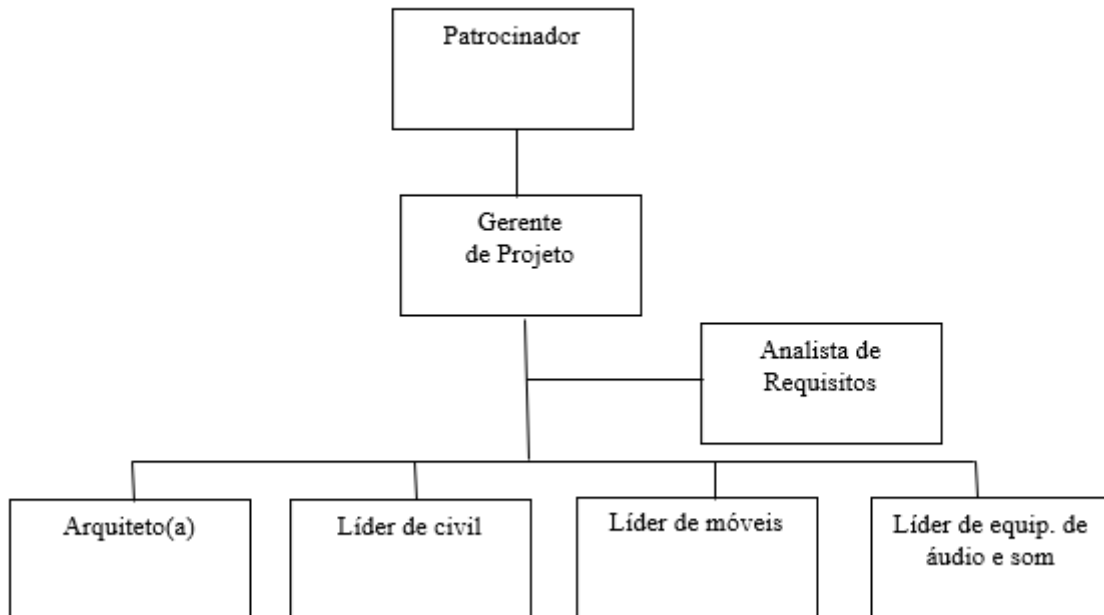 Patrocinador
Gerente
de Projeto
Analista de
Requisitos
Arquiteto(a)
Líder de civil
Líder de móveis
Líder de equip. de
áudio e som